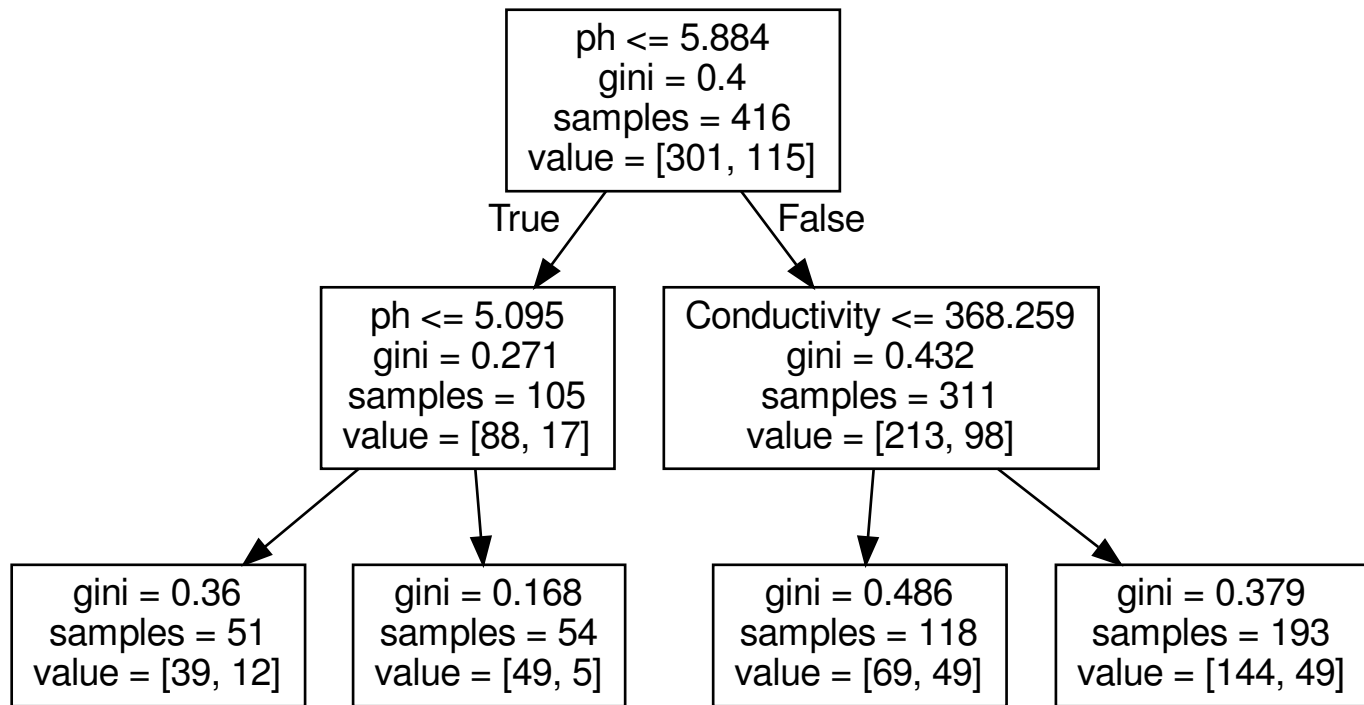 ph <= 5.884
gini = 0.4
samples = 416
value = [301, 115]
True
False
ph <= 5.095
gini = 0.271
samples = 105
value = [88, 17]
Conductivity <= 368.259
gini = 0.432
samples = 311
value = [213, 98]
gini = 0.36
samples = 51
value = [39, 12]
gini = 0.168
samples = 54
value = [49, 5]
gini = 0.486
samples = 118
value = [69, 49]
gini = 0.379
samples = 193
value = [144, 49]